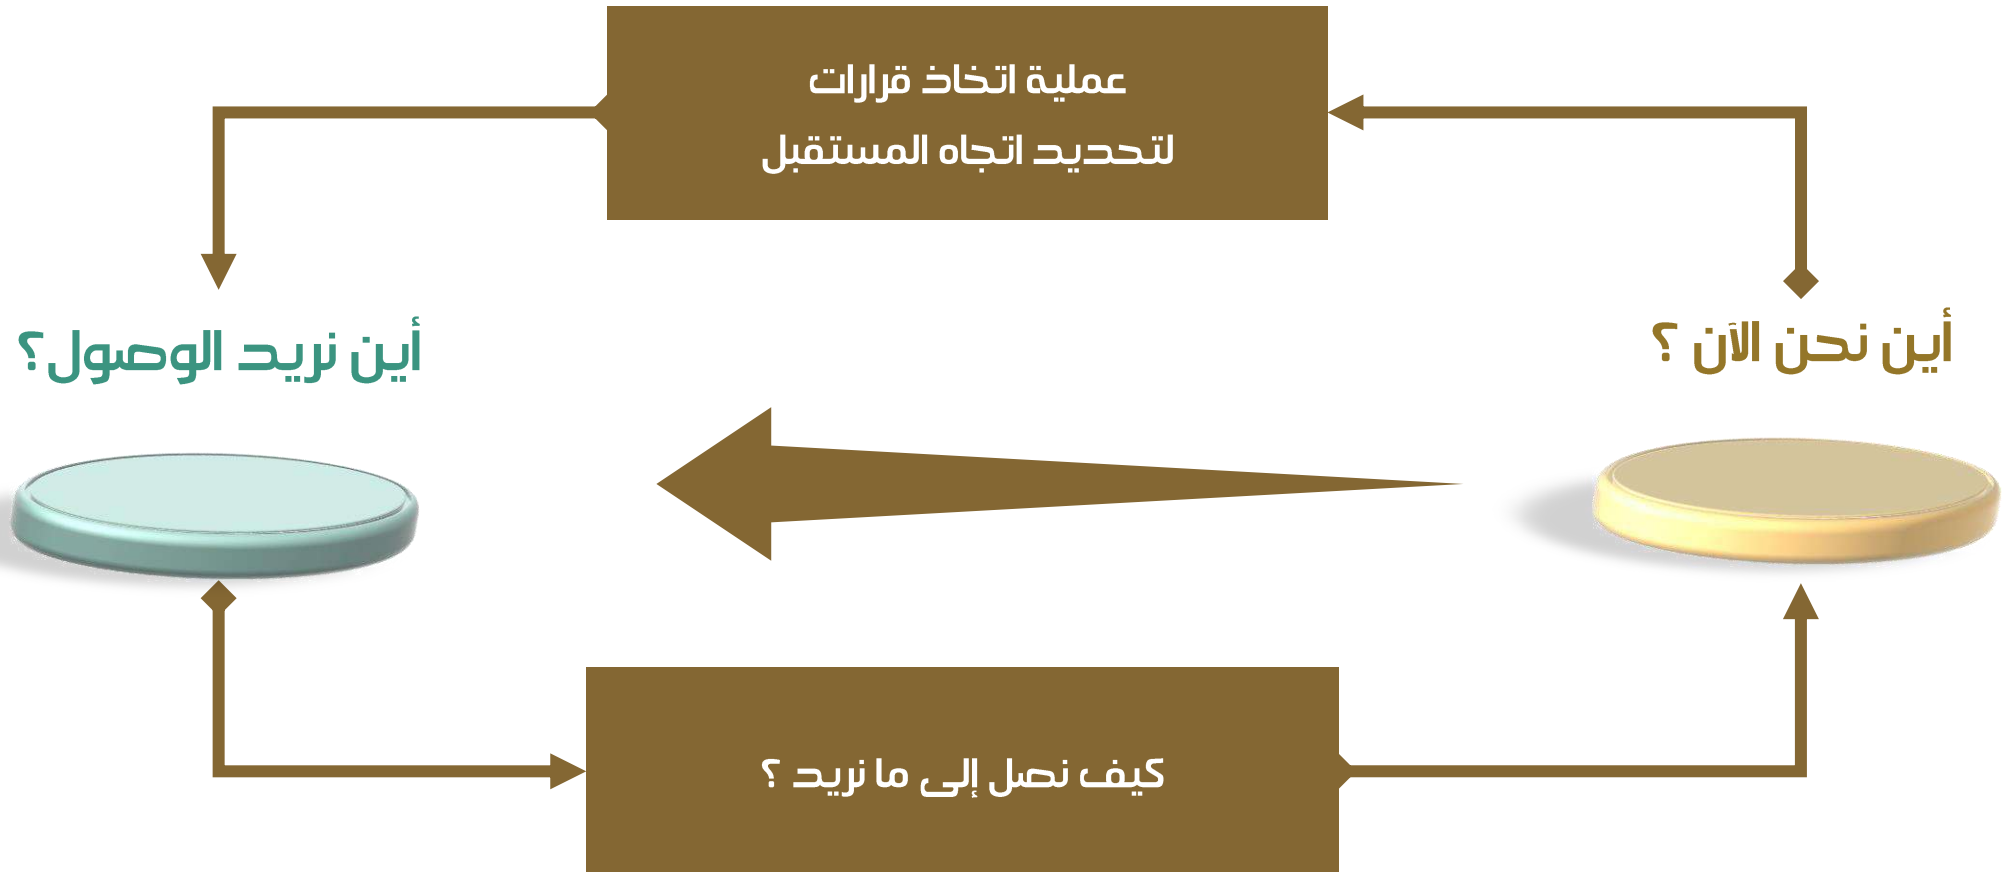 عملية اتخاذ قرارات
لتحديد اتجاه المستقبل
أين نحن الآن ؟
أين نريد الوصول؟
كيف نصل إلى ما نريد ؟